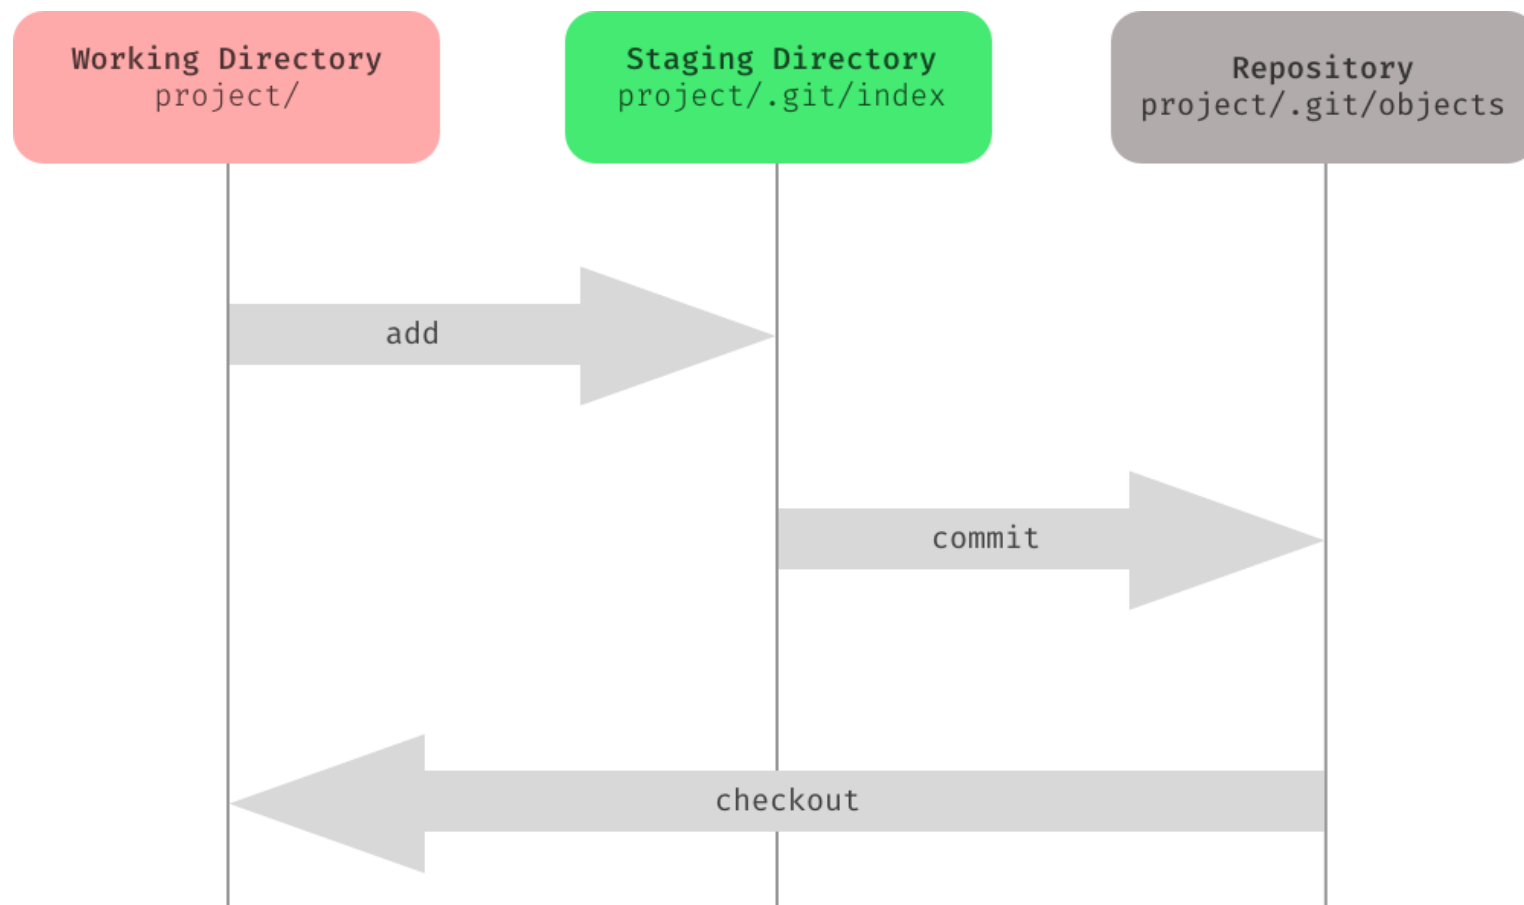 Working Directory
project/
Staging Directory
project/.git/index
Repository
project/.git/objects
add
commit
checkout